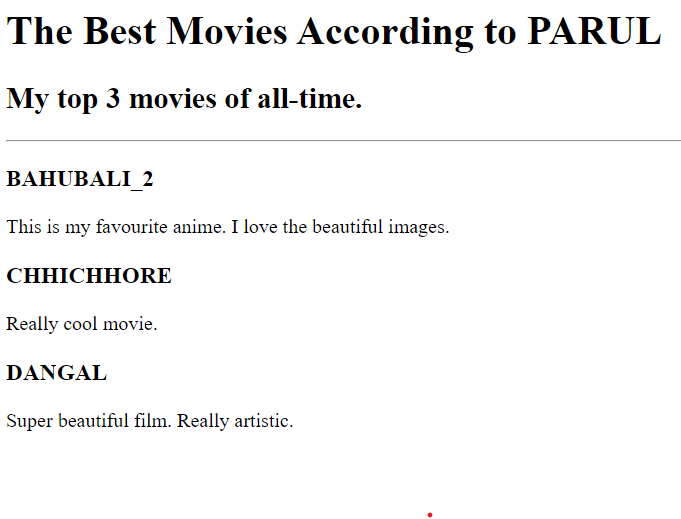 The Best Movies According to PARUL
My top 3 movies of all-time.
BAHUBALI_2
This is my favourite anime. I love the beautiful images.
CHHICHHORE
Really cool movie.
DANGAL
Super beautiful film. Really artistic.